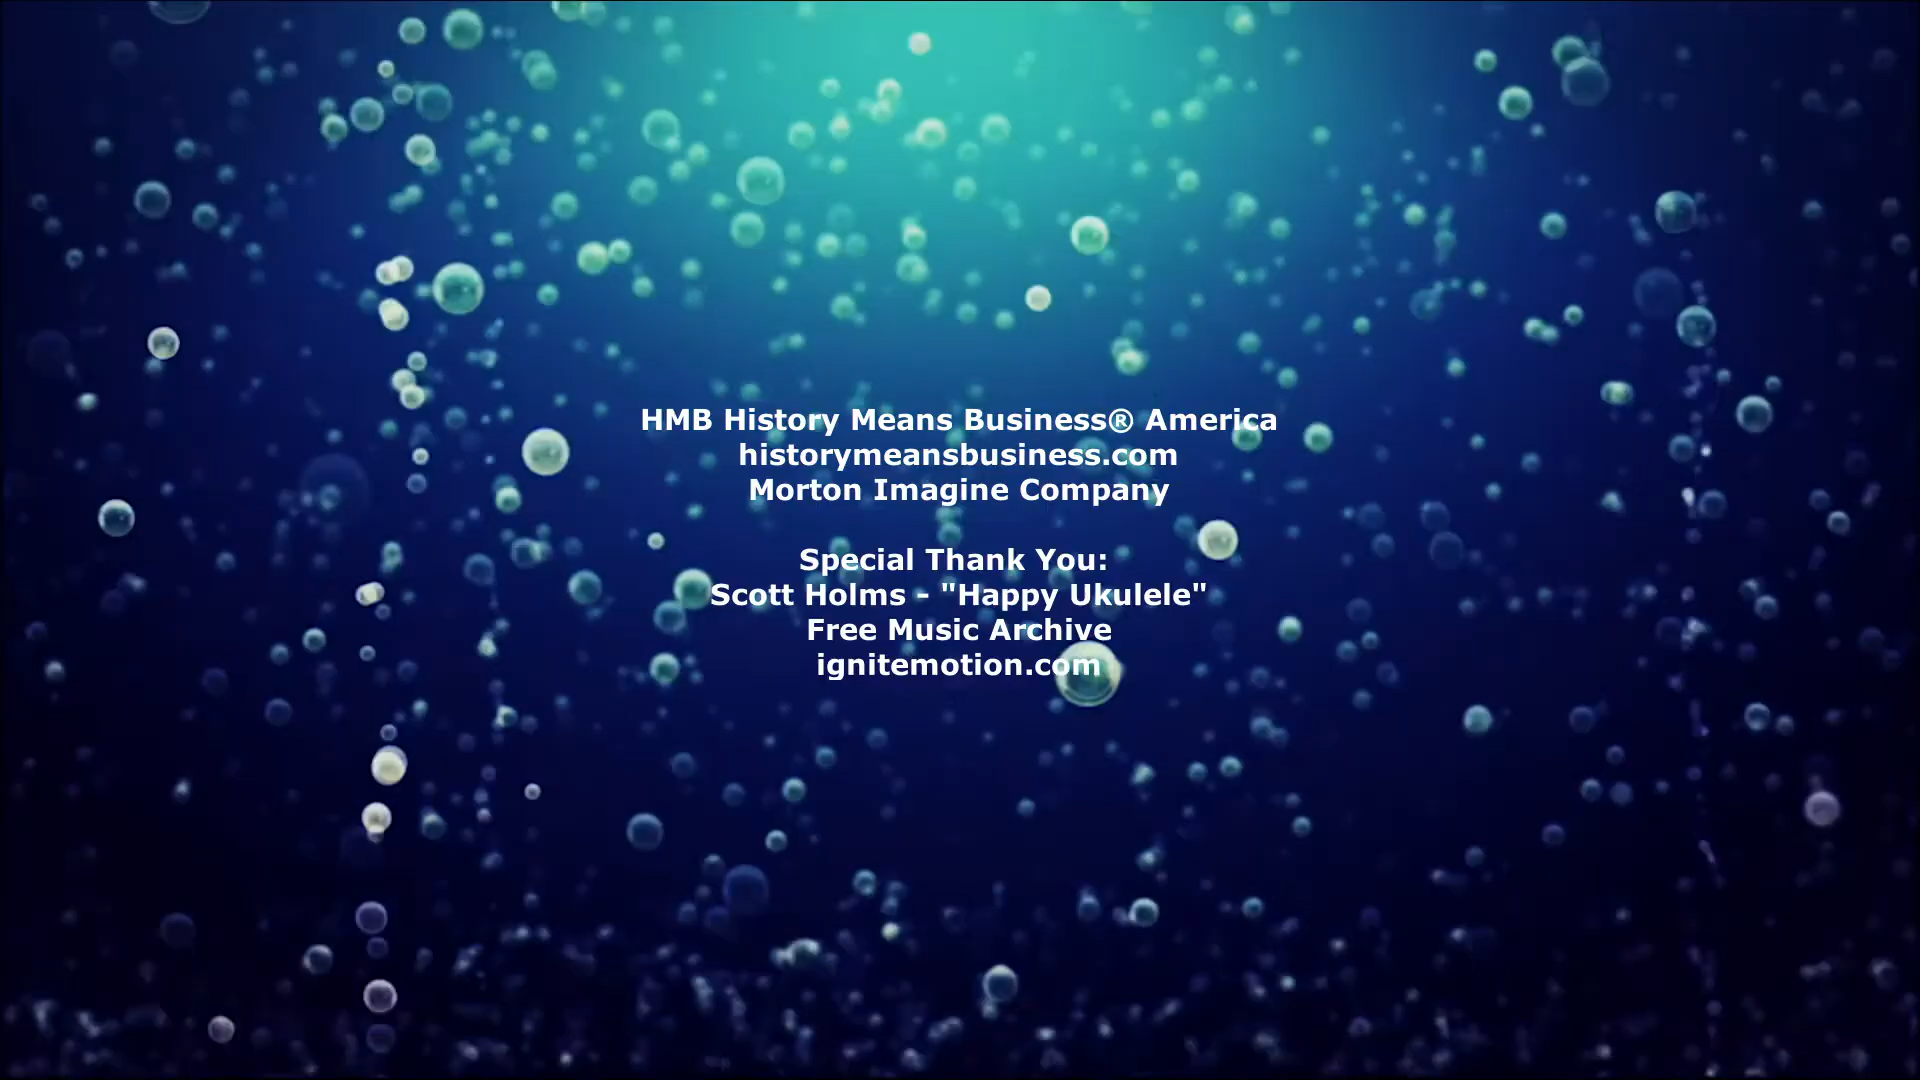 HMB History Means Business® America
historymeansbusiness.com
Morton Imagine Company
Special Thank You:
Scott Holms - "Happy Ukulele"
Free Music Archive
ignitemotion.com